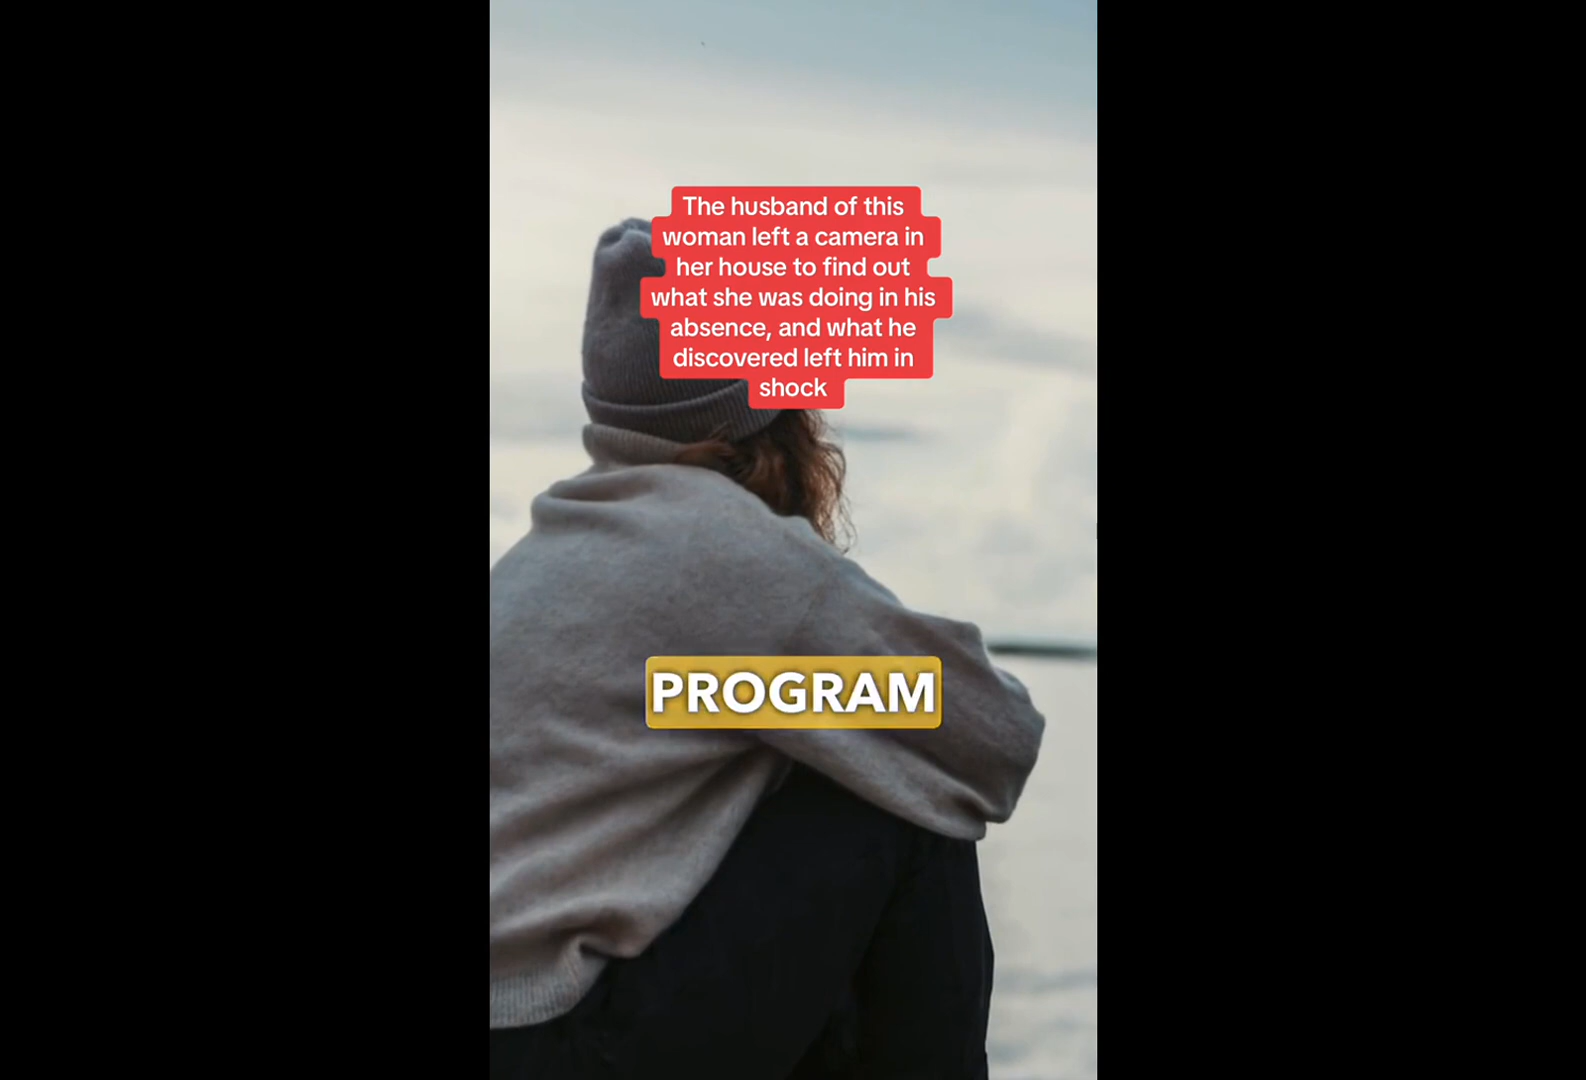 The husband of this
woman left a camera in
her house to find out
what she was doing in his
absence, and what he
discovered left him in
shock
PROGRAM